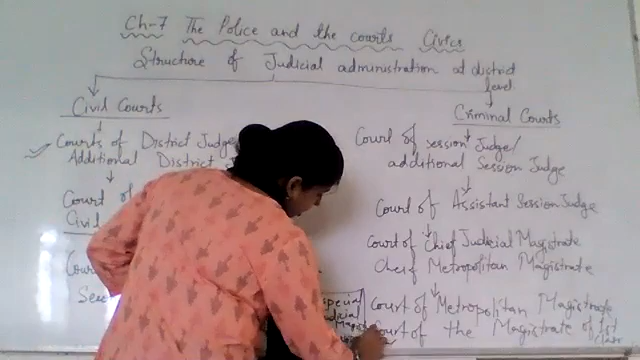 Ch-7 The Police and the courts Civics
Structure of Judicial administration at district level
Civil Courts
Courts of District Judge
Additional District
Court of
Civil
Criminal Courts
Court of session Judge/
additional Session Judge
Court of Assistant Session Judge
Court of Chief Judicial Magistrate
Cheif Metropolitan Magistrate
Court of Metropolitan Magistrate
Court of the Magistrate of 1st
class
special